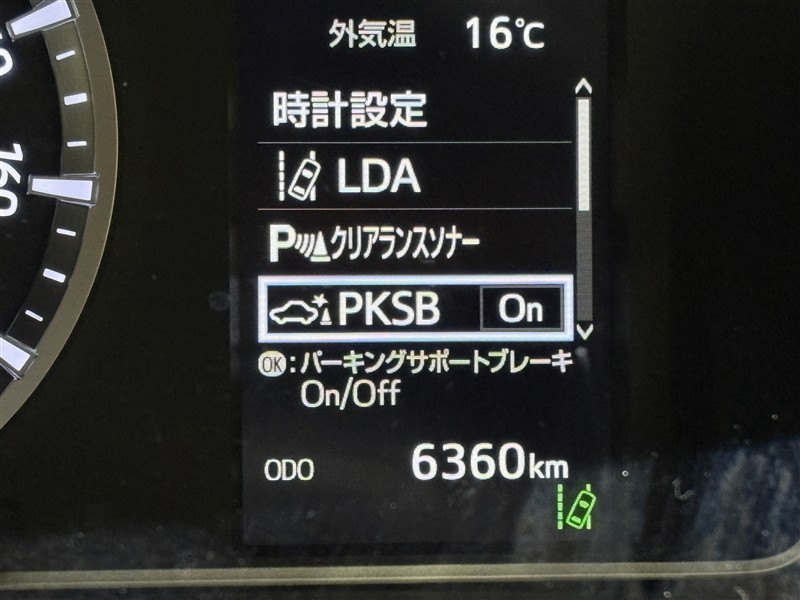 外気温 16℃
時計設定
LDA
Pクリアランスソナー
PKSB On
OK:パーキングサポートブレーキ
On/Off
ODO 6360km
160